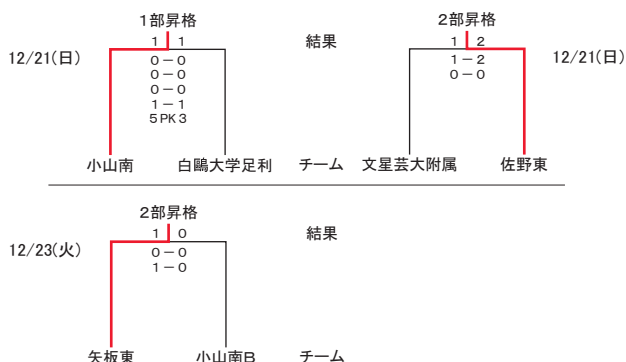 1部昇格
2部昇格
12/21(日)
1 1
結果
1 2
12/21(日)
0－0
0－0
0－0
1－1
5 PK 3
1－2
0－0
小山南
白鷗大学足利
チーム
文星芸大附属
佐野東
2部昇格
12/23(火)
1 0
結果
0－0
1－0
矢板東
小山南B
チーム